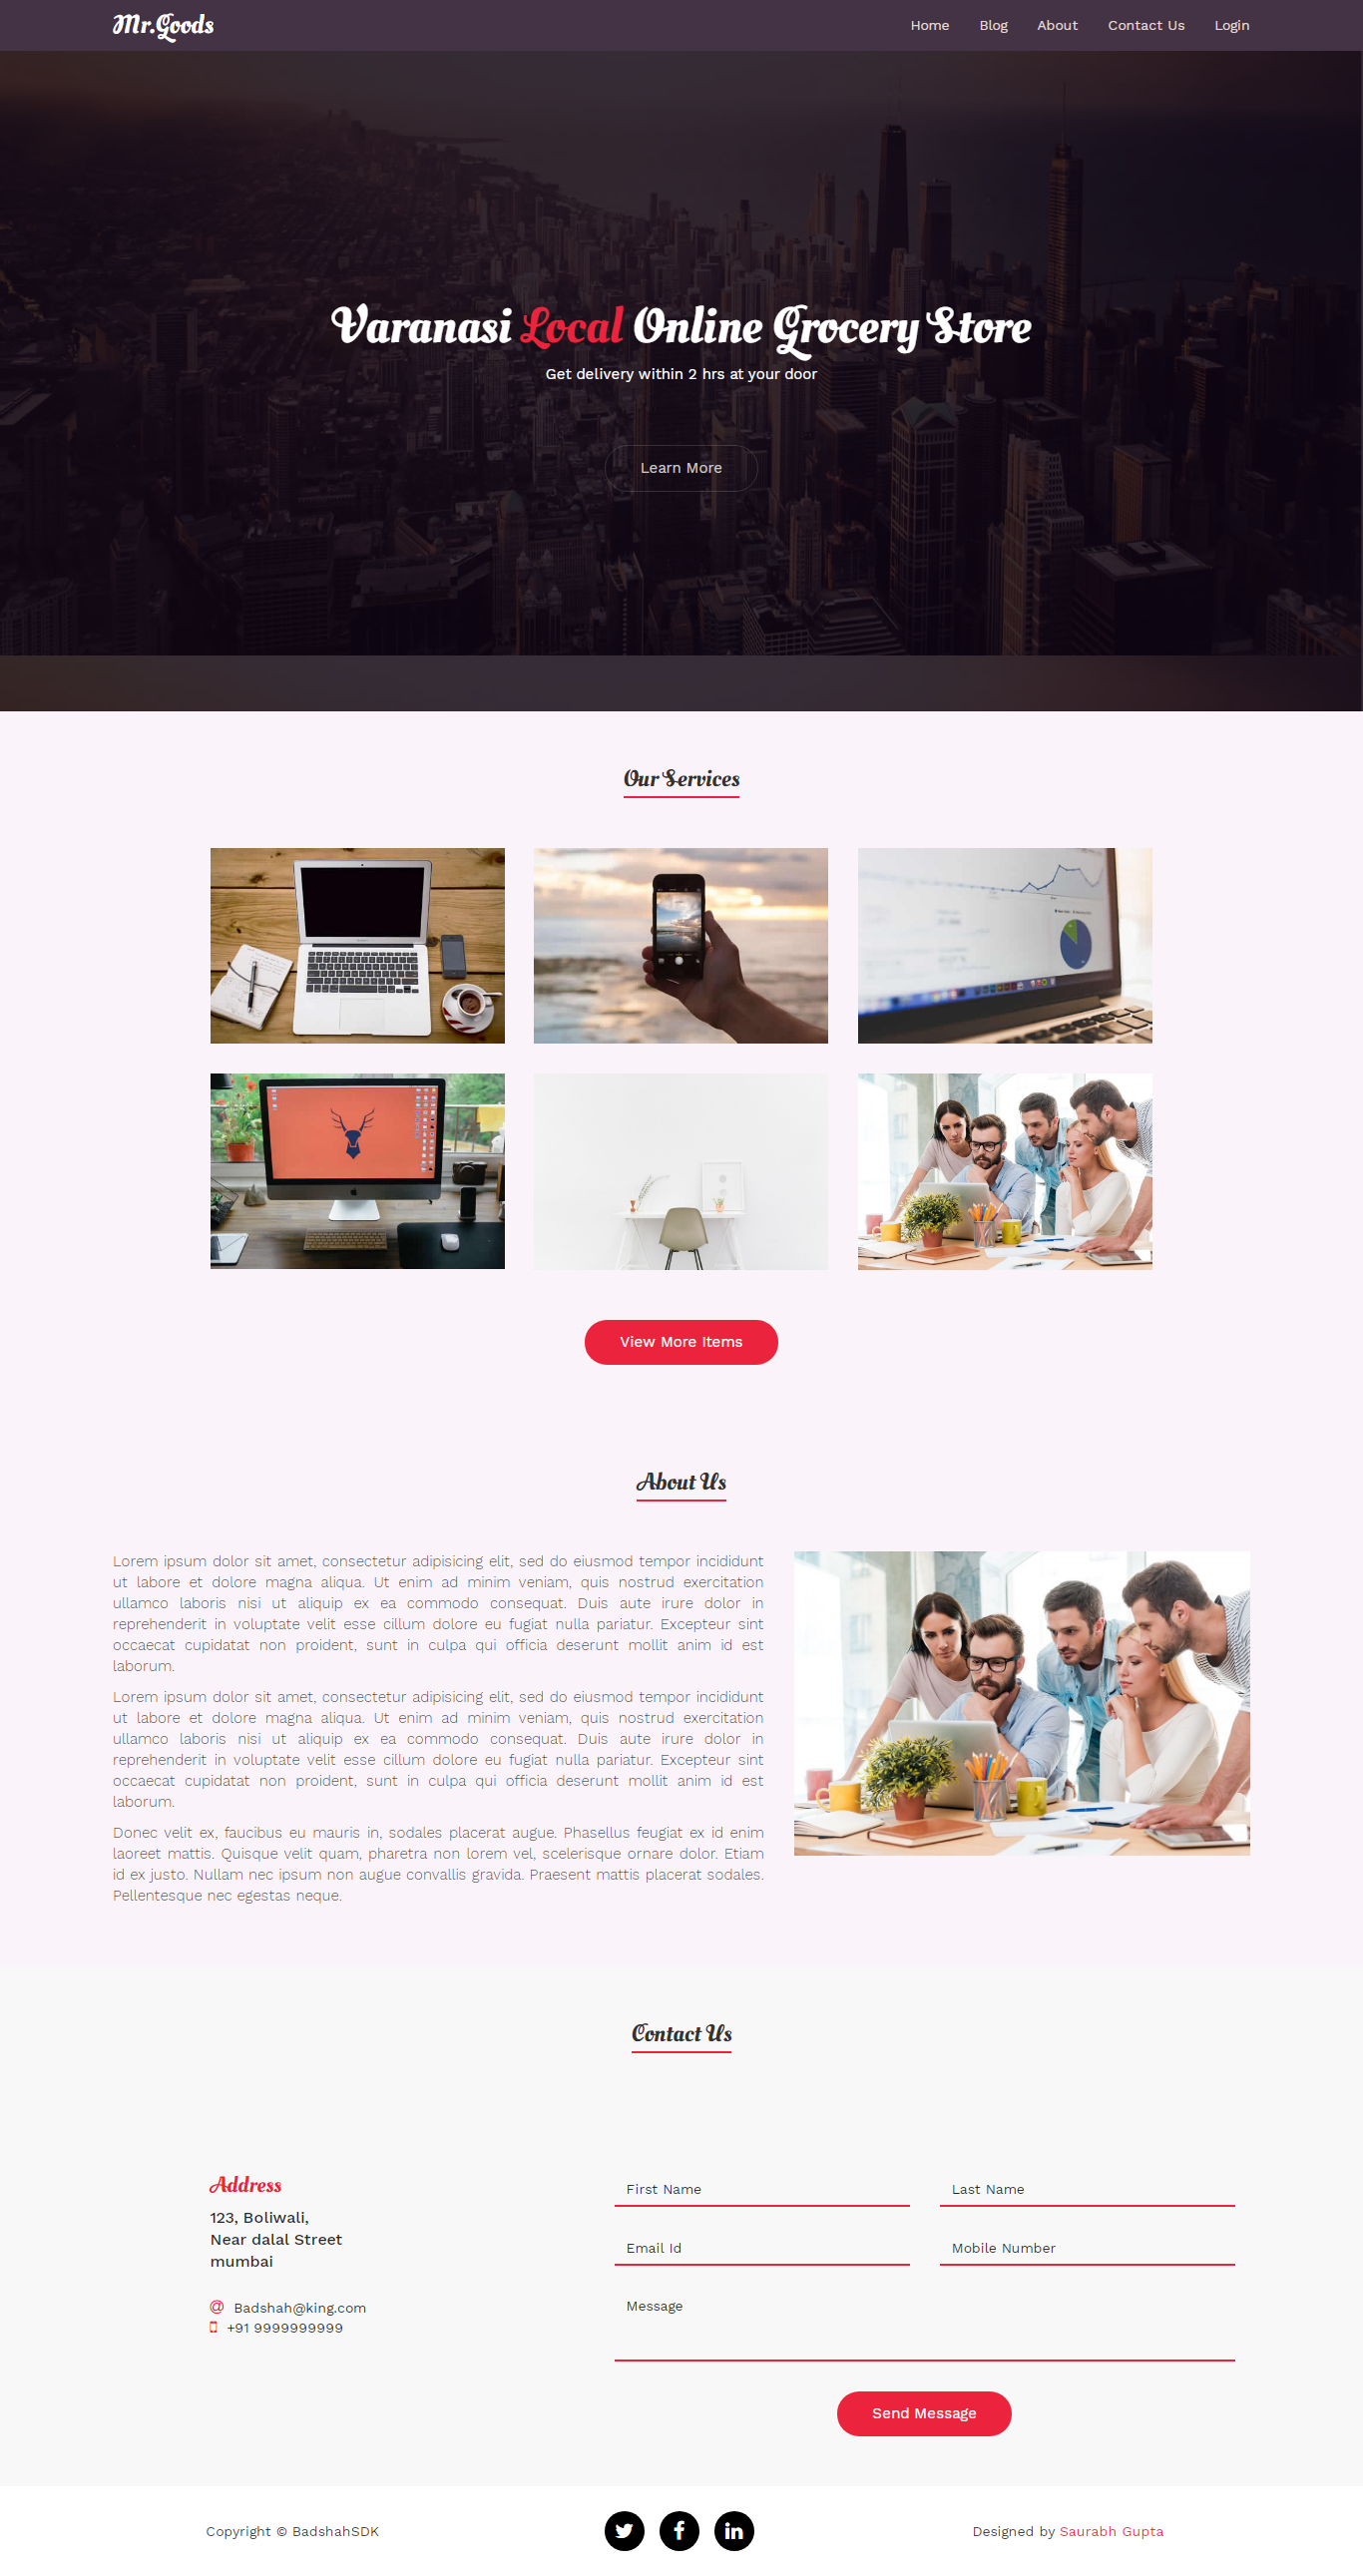 Mr.Goods
Home Blog About Contact Us Login
Varanasi Local Online Grocery Store
Get delivery within 2 hrs at your door
Learn More
Our Services
View More Items
About Us
Lorem ipsum dolor sit amet, consectetur adipisicing elit, sed do eiusmod tempor incididunt
ut labore et dolore magna aliqua. Ut enim ad minim veniam, quis nostrud exercitation
ullamco laboris nisi ut aliquip ex ea commodo consequat. Duis aute irure dolor in
reprehenderit in voluptate velit esse cillum dolore eu fugiat nulla pariatur. Excepteur sint
occaecat cupidatat non proident, sunt in culpa qui officia deserunt mollit anim id est
laborum.
Lorem ipsum dolor sit amet, consectetur adipisicing elit, sed do eiusmod tempor incididunt
ut labore et dolore magna aliqua. Ut enim ad minim veniam, quis nostrud exercitation
ullamco laboris nisi ut aliquip ex ea commodo consequat. Duis aute irure dolor in
reprehenderit in voluptate velit esse cillum dolore eu fugiat nulla pariatur. Excepteur sint
occaecat cupidatat non proident, sunt in culpa qui officia deserunt mollit anim id est
laborum.
Donec velit ex, faucibus eu mauris in, sodales placerat augue. Phasellus feugiat ex id enim
laoreet mattis. Quisque velit quam, pharetra non lorem vel, scelerisque ornare dolor. Etiam
id ex justo. Nullam nec ipsum non augue convallis gravida. Praesent mattis placerat sodales.
Pellentesque nec egestas neque.
Contact Us
Address
123, Boliwali,
Near dalal Street
mumbai
Badshah@king.com
+91 9999999999
First Name Last Name
Email Id Mobile Number
Message
Send Message
Copyright © BadshahSDK
Designed by Saurabh Gupta